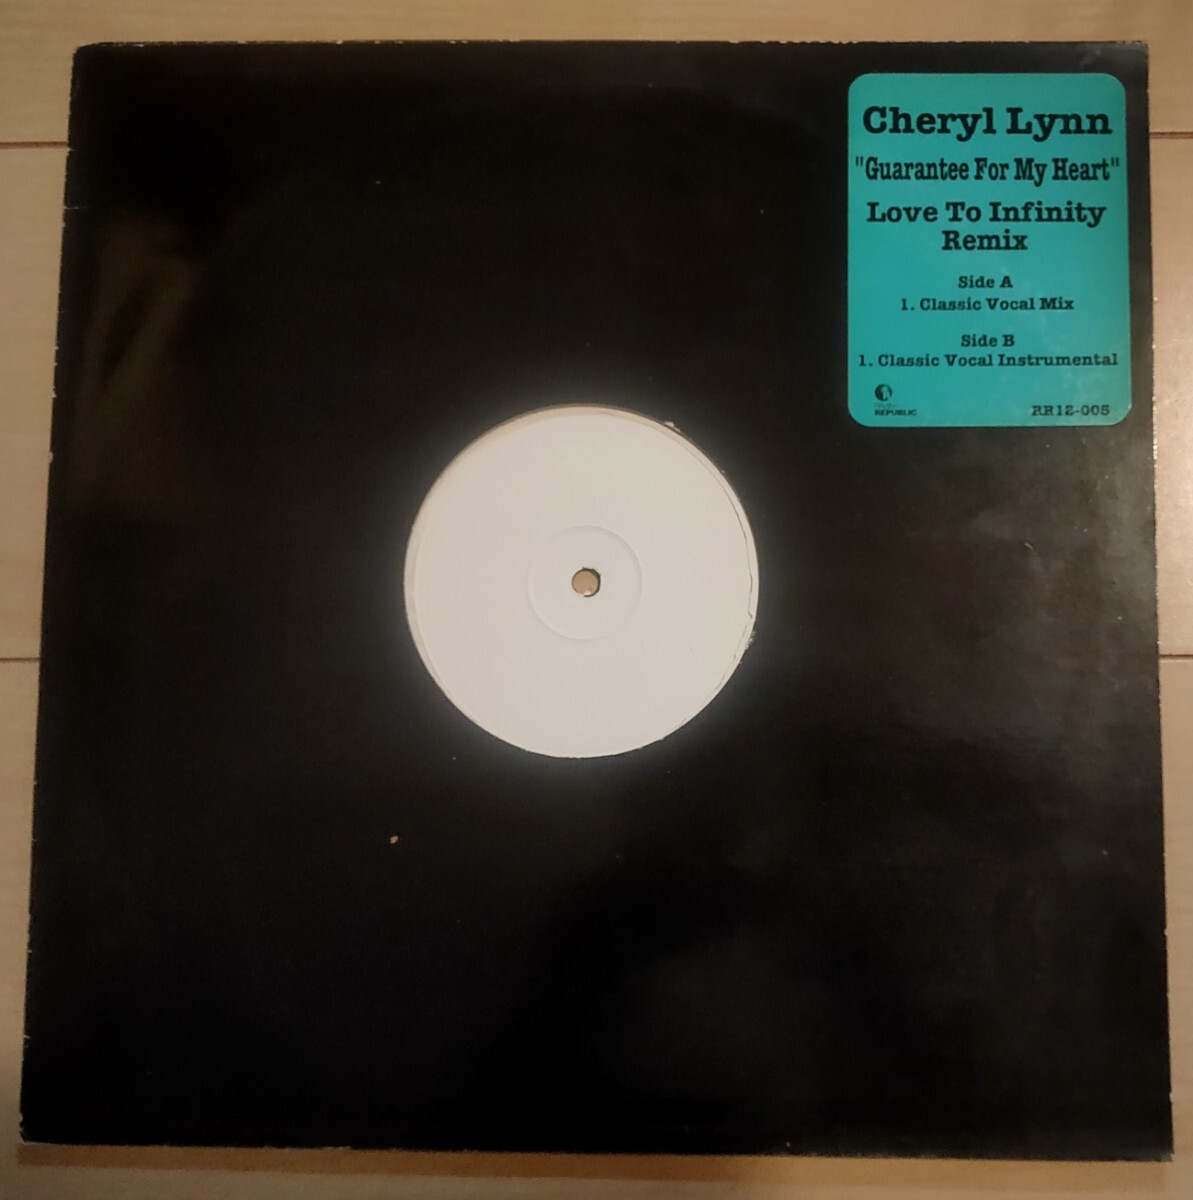 Cheryl Lynn
"Guarantee For My Heart"
Love To Infinity
Remix
Side A
1. Classic Vocal Mix
Side B
1. Classic Vocal Instrumental
REPUBLIC
RR12-005